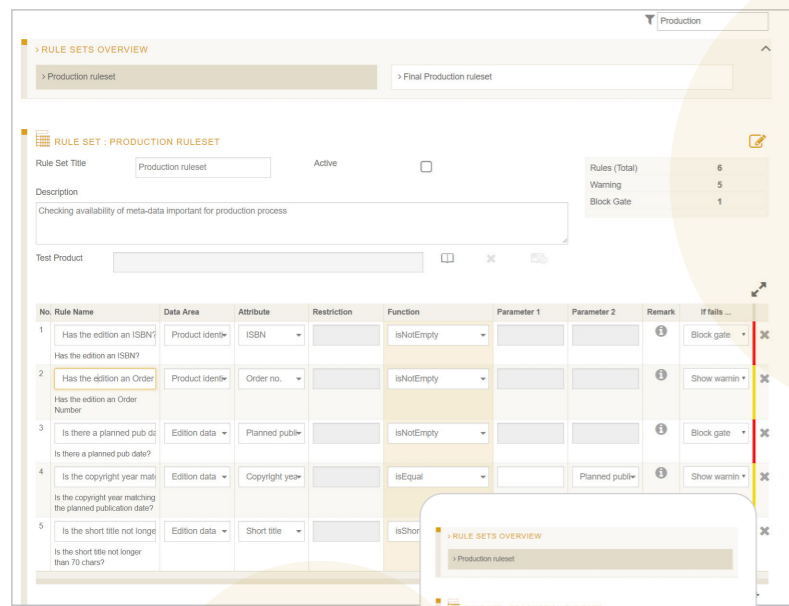 Production
> RULE SETS OVERVIEW
> Production ruleset
> Final Production ruleset
RULE SET : PRODUCTION RULESET
Rule Set Title
Production ruleset
Active
Rules (Total) 6
Warning 5
Block Gate 1
Description
Checking availability of meta-data important for production process
Test Product
No. Rule Name Data Area Attribute Restriction Function Parameter 1 Parameter 2 Remark If fails ...
1 Has the edition an ISBN? Product identi ISBN isNotEmpty Block gate
Has the edition an ISBN?
2 Has the edition an Order Product identi Order no. isNotEmpty Show warnin
Has the edition an Order
Number
3 Is there a planned pub da Edition data Planned publi isNotEmpty Block gate
Is there a planned pub date?
4 Is the copyright year mat Edition data Copyright yea isEqual Planned publi Show warnin
Is the copyright year matching
the planned publication date?
5 Is the short title not longe Edition data Short title isShor
Is the short title not longer
than 70 chars?
> RULE SETS OVERVIEW
> Production ruleset